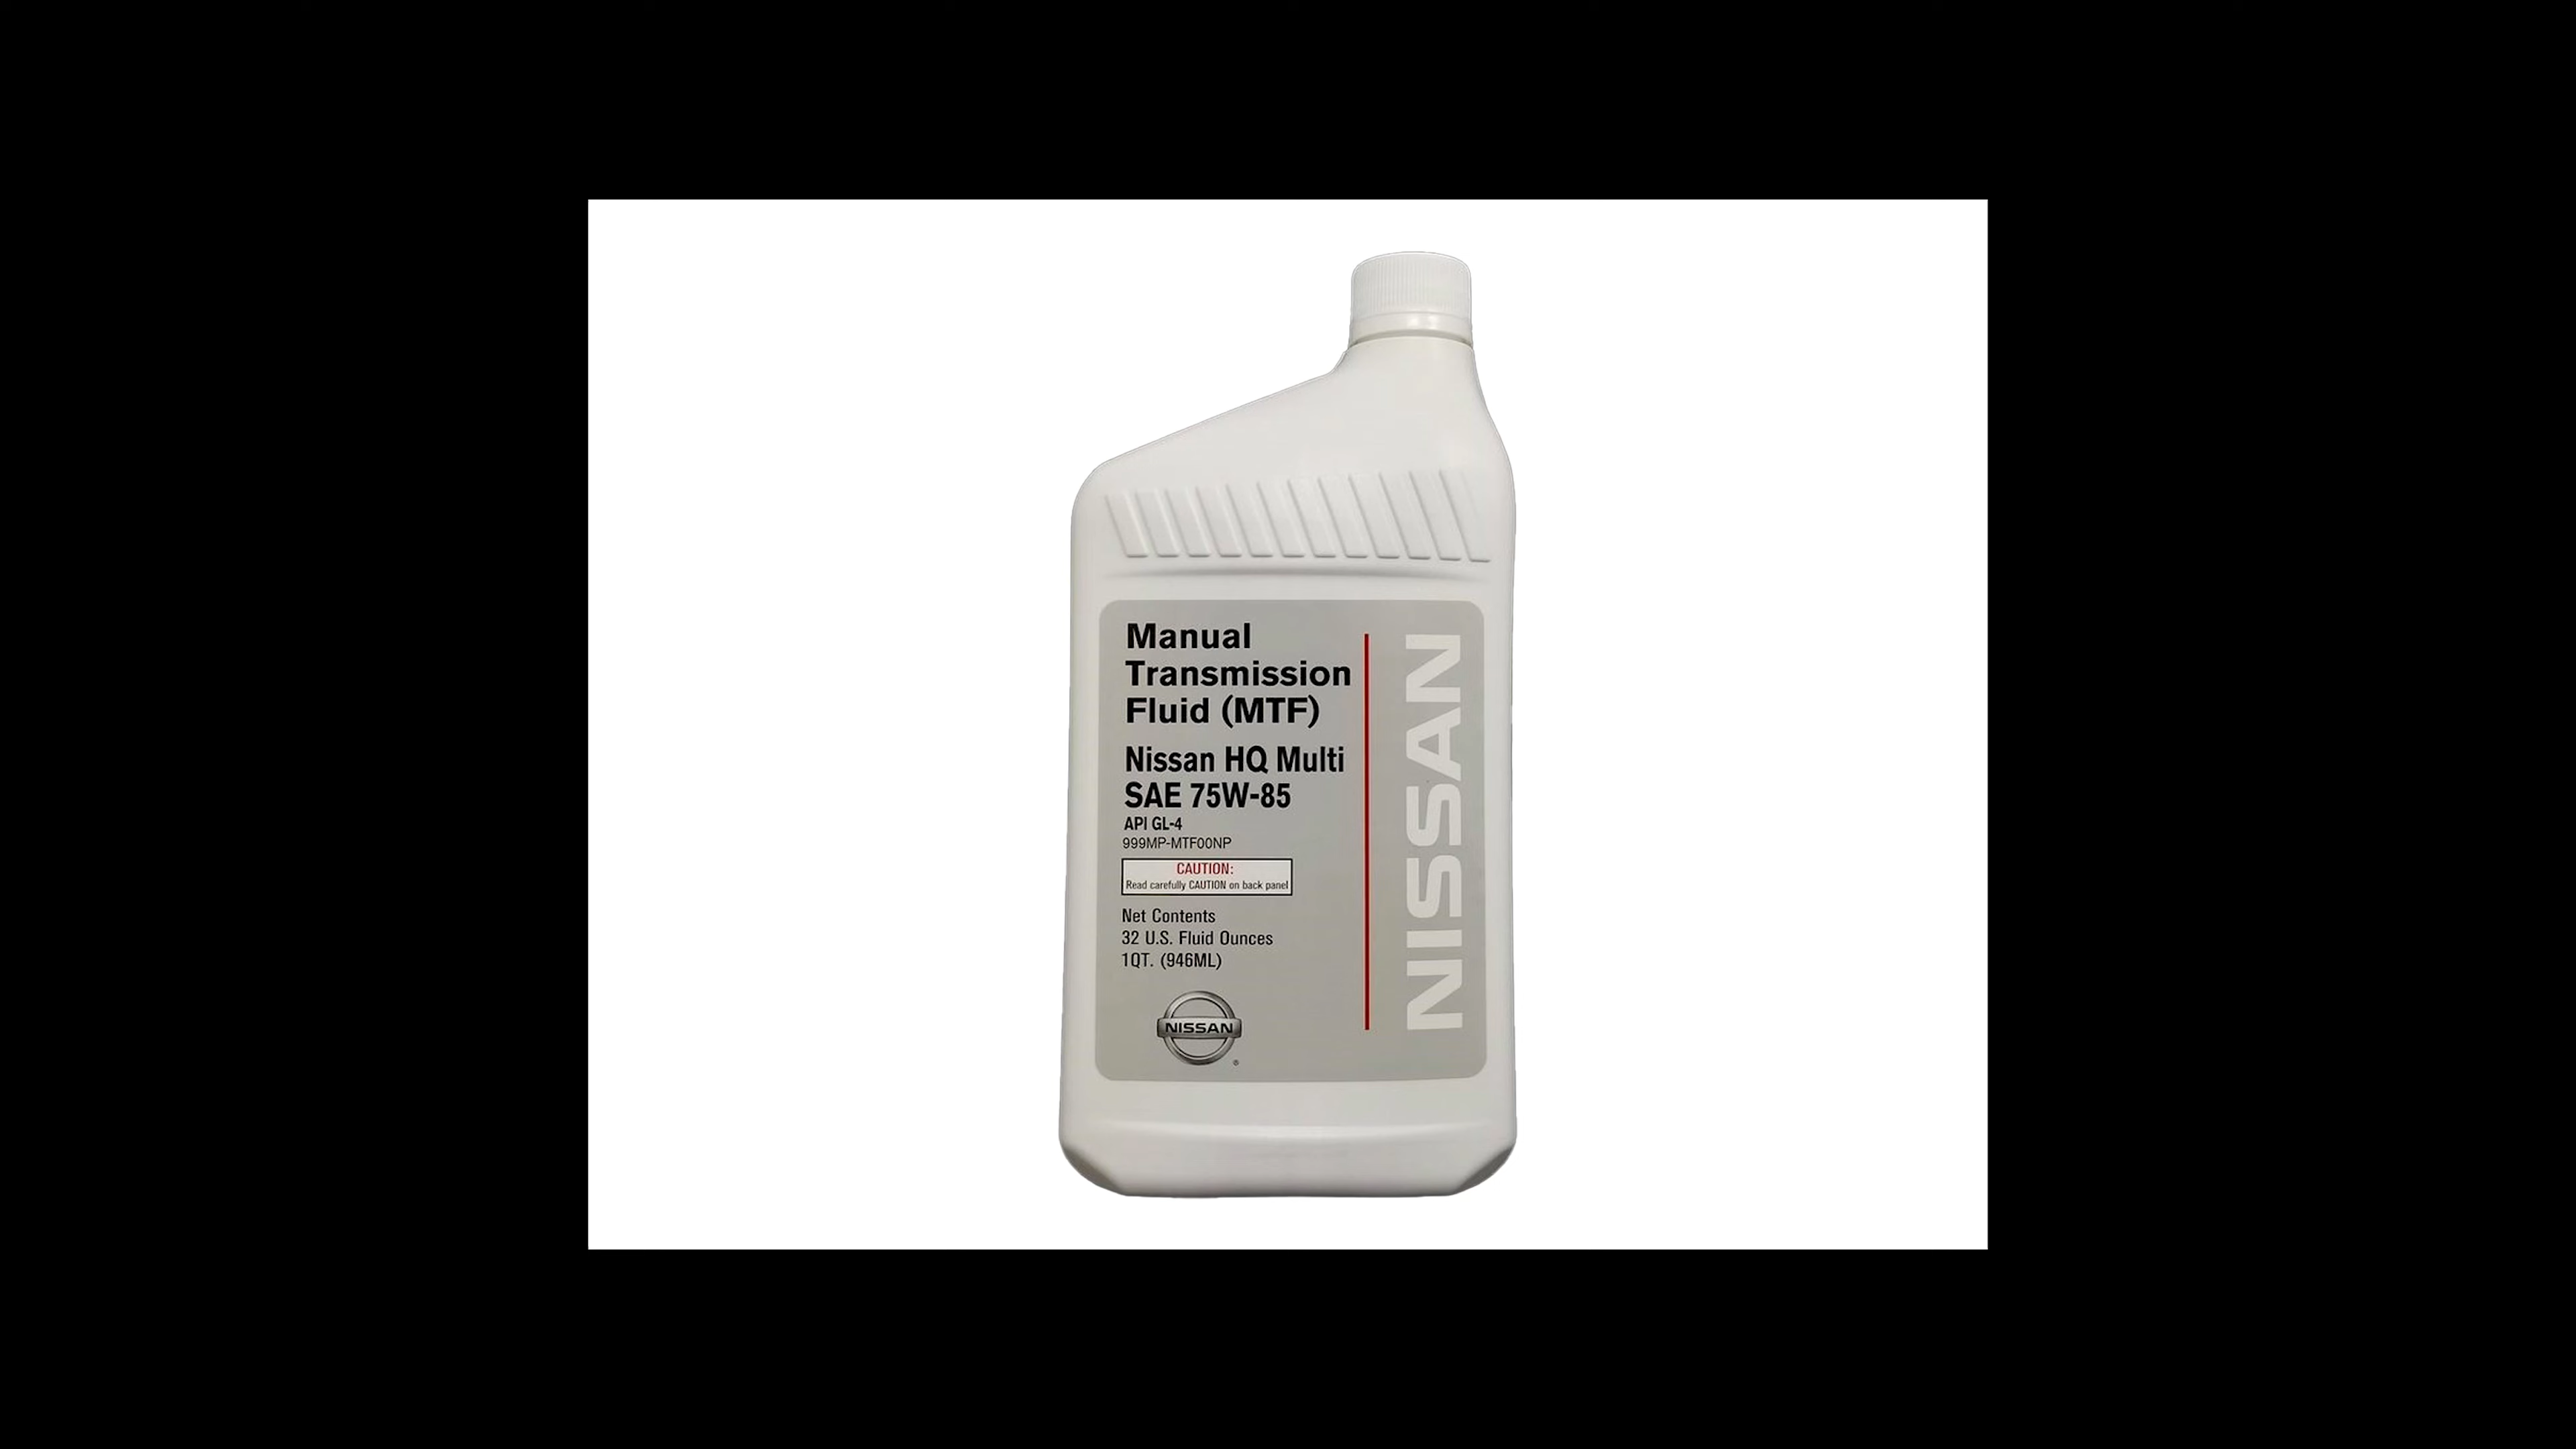 Manual
Transmission
Fluid (MTF)
Nissan HQ Multi
SAE 75W-85
API GL-4
999MP-MTF00NP
CAUTION:
Read carefully CAUTION on back panel
Net Contents
32 U.S. Fluid Ounces
1QT. (946ML)
NISSAN
®
NISSAN